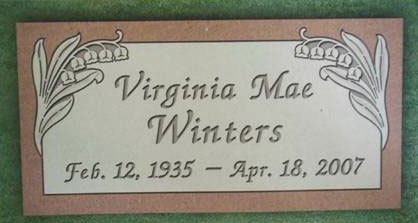 Virginia Mae
Winters
Feb. 12, 1935 – Apr. 18, 2007